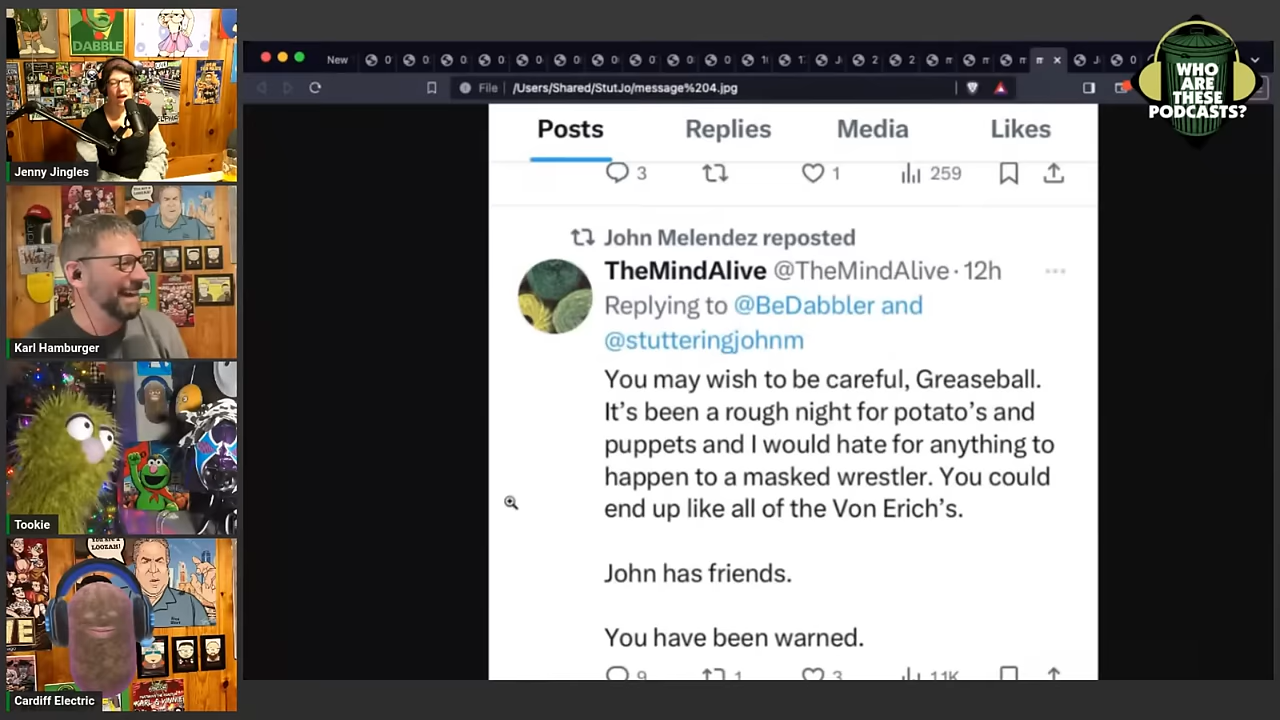 DABBLE
Jenny Jingles
Karl Hamburger
Tookie
YOU ARE A
LOOZAH!
Cardiff Electric
New
File
/Users/Shared/StutJo/message%204.jpg
WHO
ARE
THESE
PODCASTS?
Posts Replies Media Likes
3 1 259
John Melendez reposted
TheMindAlive @TheMindAlive · 12h
Replying to @BeDabbler and
@stutteringjohnm
You may wish to be careful, Greaseball.
It's been a rough night for potato's and
puppets and I would hate for anything to
happen to a masked wrestler. You could
end up like all of the Von Erich's.
John has friends.
You have been warned.
9 1 3 11K